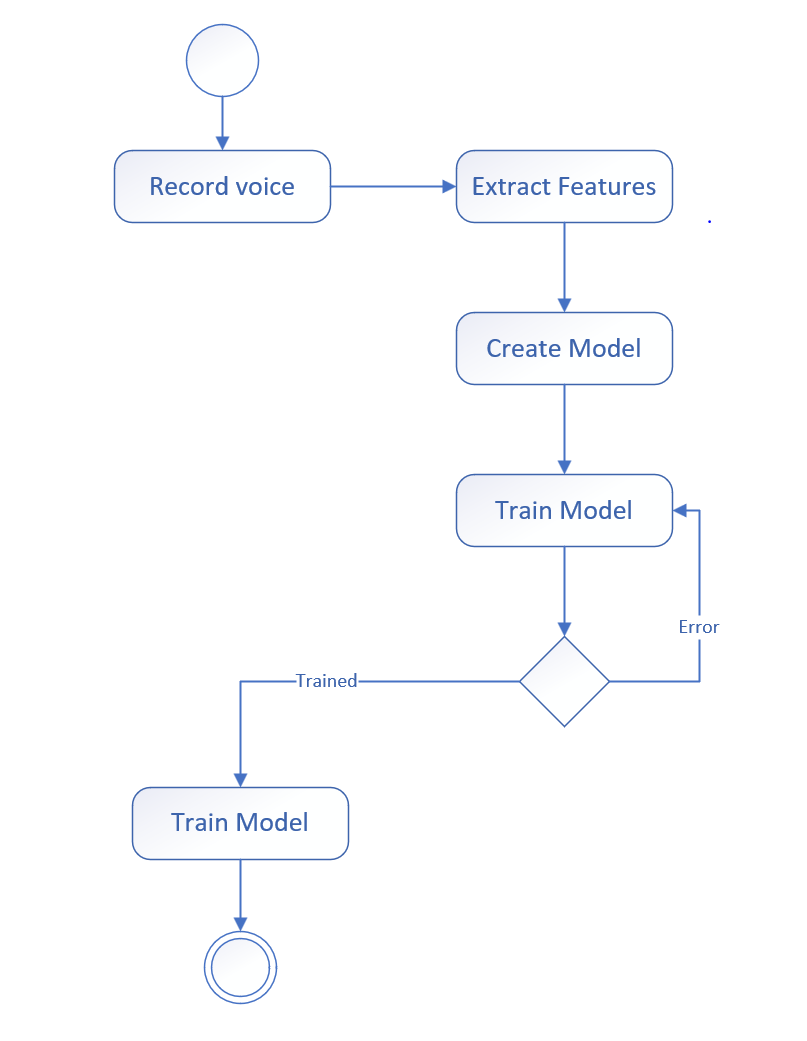 Record voice
Extract Features
Create Model
Train Model
Error
Trained
Train Model